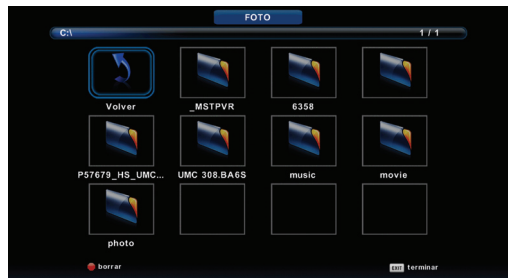 FOTO
C:\ 1 / 1
Volver _MSTPVR 6358
P57679_HS_UMC... UMC 308.BA6S music movie
photo
borrar EXIT terminar